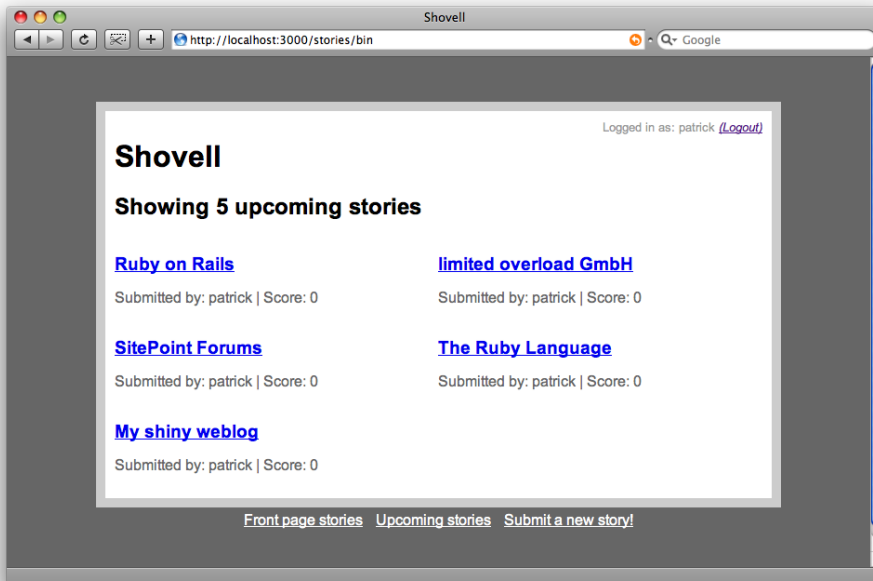 Shovell
http://localhost:3000/stories/bin
Google
Logged in as: patrick (Logout)
Shovell
Showing 5 upcoming stories
Ruby on Rails
Submitted by: patrick | Score: 0
limited overload GmbH
Submitted by: patrick | Score: 0
SitePoint Forums
Submitted by: patrick | Score: 0
The Ruby Language
Submitted by: patrick | Score: 0
My shiny weblog
Submitted by: patrick | Score: 0
Front page stories Upcoming stories Submit a new story!